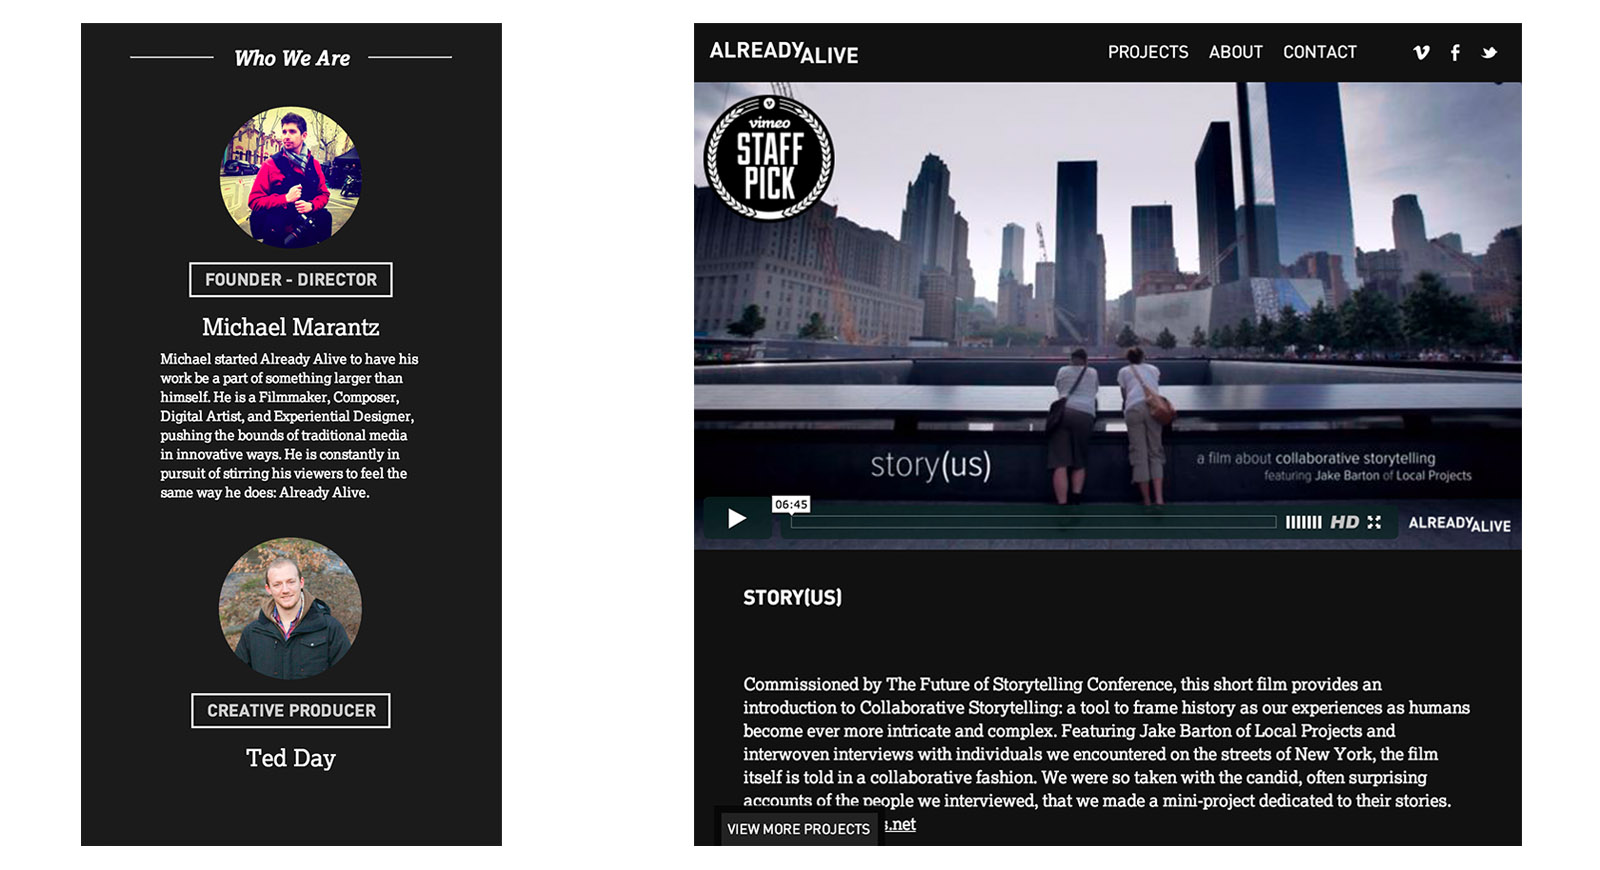 Who We Are
FOUNDER - DIRECTOR
Michael Marantz
Michael started Already Alive to have his
work be a part of something larger than
himself. He is a Filmmaker, Composer,
Digital Artist, and Experiential Designer,
pushing the bounds of traditional media
in innovative ways. He is constantly in
pursuit of stirring his viewers to feel the
same way he does: Already Alive.
CREATIVE PRODUCER
Ted Day
ALREADYALIVE
PROJECTS ABOUT CONTACT
vimeo
STAFF
PICK
story(us)
a film about collaborative storytelling
featuring Jake Barton of Local Projects
06:45
HD
ALREADYALIVE
STORY(US)
Commissioned by The Future of Storytelling Conference, this short film provides an
introduction to Collaborative Storytelling: a tool to frame history as our experiences as humans
become ever more intricate and complex. Featuring Jake Barton of Local Projects and
interwoven interviews with individuals we encountered on the streets of New York, the film
itself is told in a collaborative fashion. We were so taken with the candid, often surprising
accounts of the people we interviewed, that we made a mini-project dedicated to their stories.
VIEW MORE PROJECTS s.net